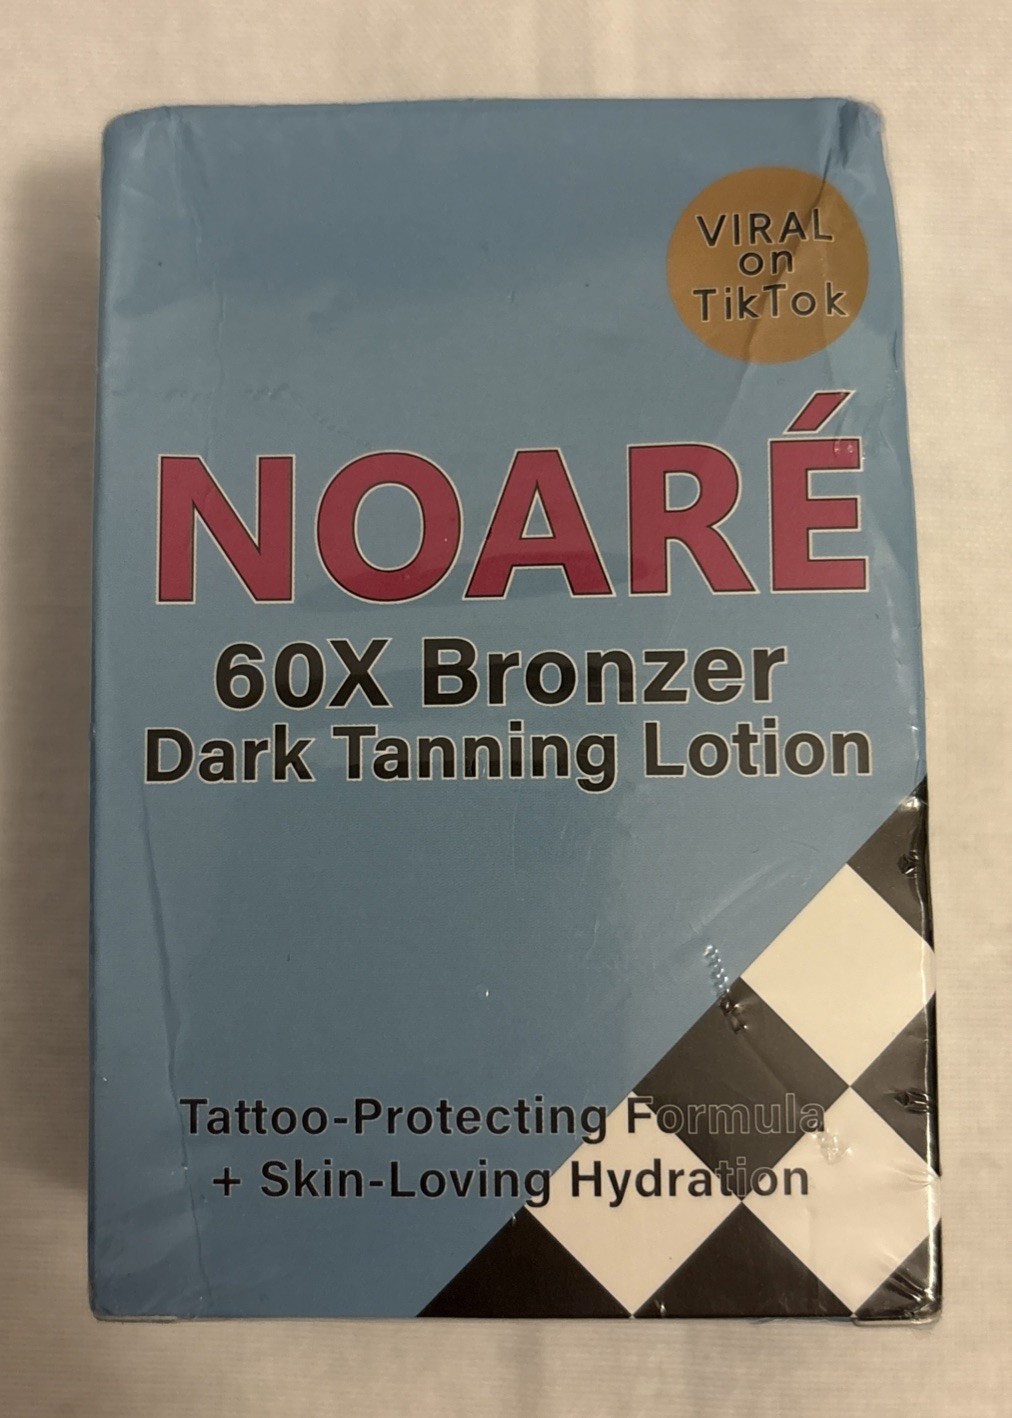 VIRAL
on
TikTok
NOARÉ
60X Bronzer
Dark Tanning Lotion
Tattoo-Protecting Formula
+ Skin-Loving Hydration